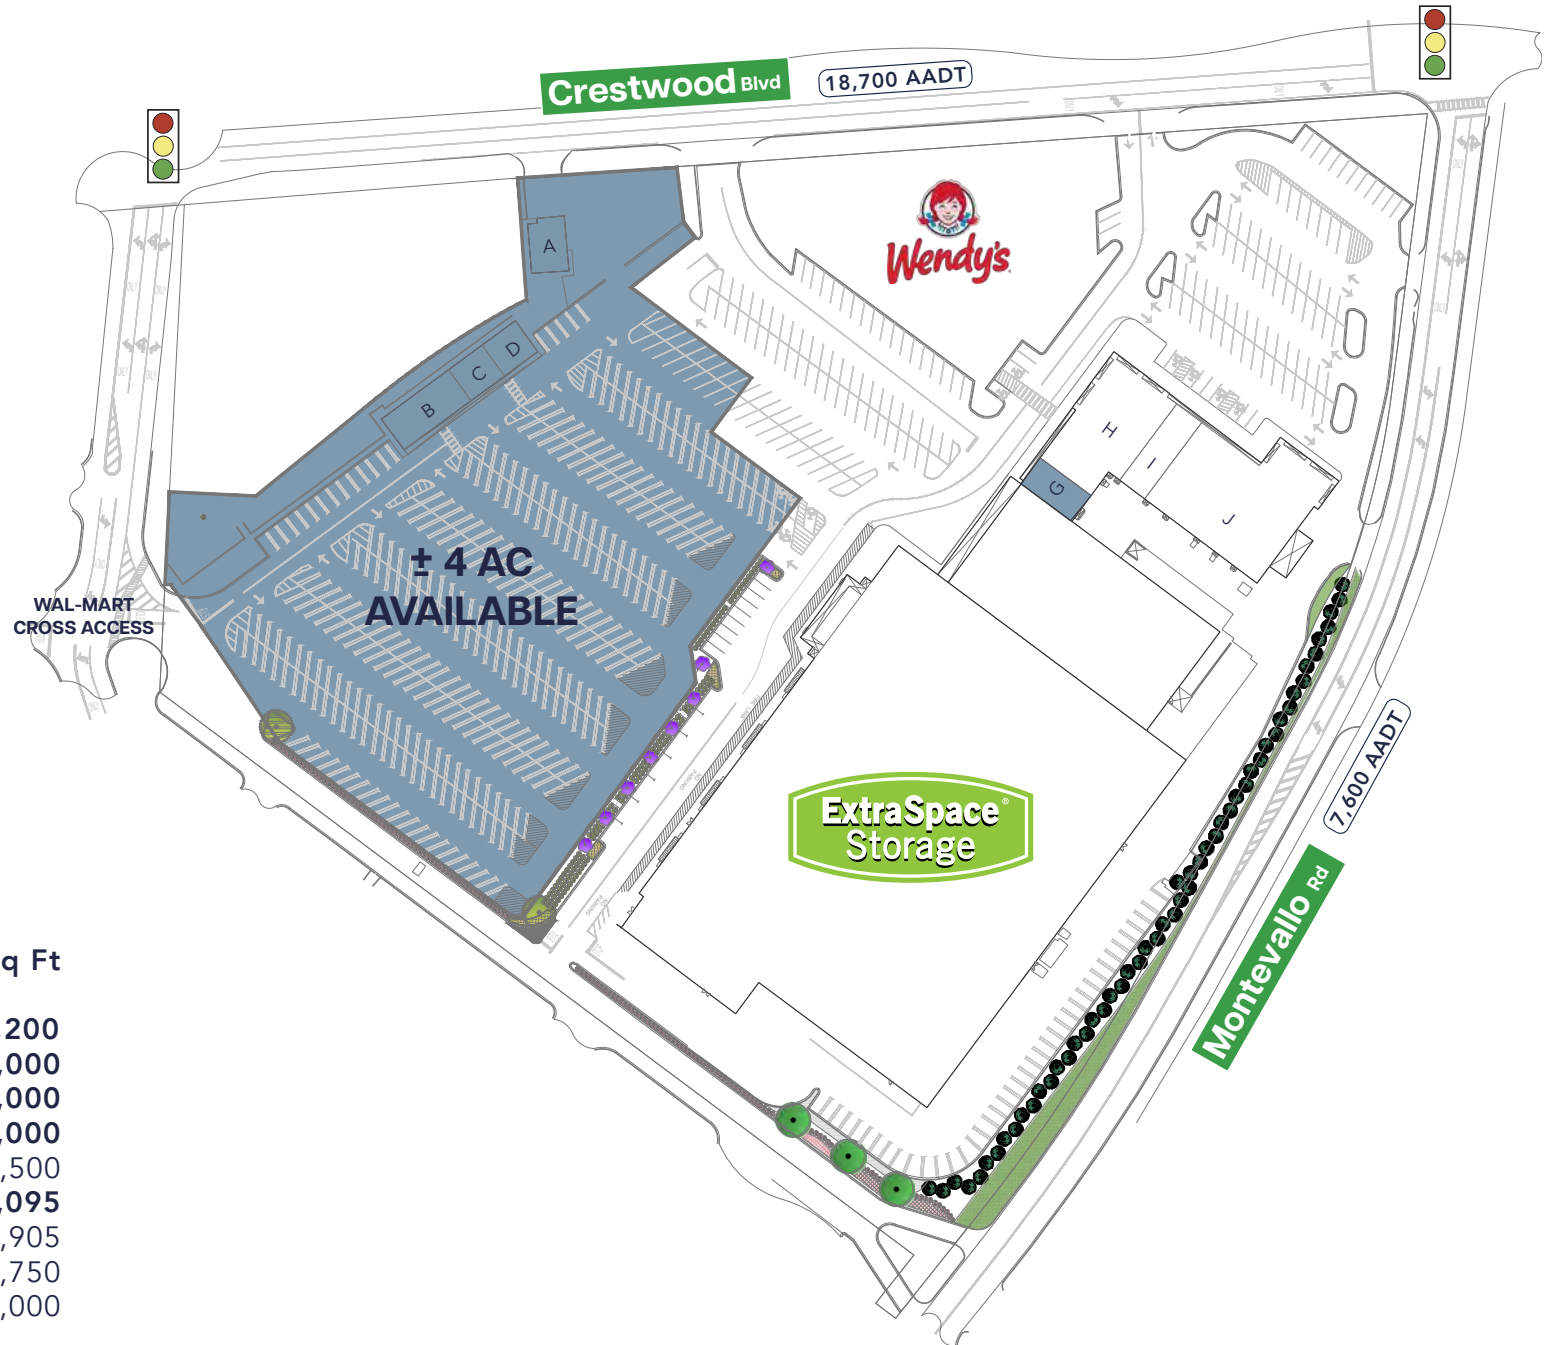 Crestwood Blvd
18,700 AADT
Wendy's
A
D
C
B
H
I
G
J
± 4 AC
AVAILABLE
WAL-MART
CROSS ACCESS
ExtraSpace®
Storage
7,600 AADT
Montevallo Rd
q Ft
200
,000
,000
,000
,500
,095
,905
,750
,000